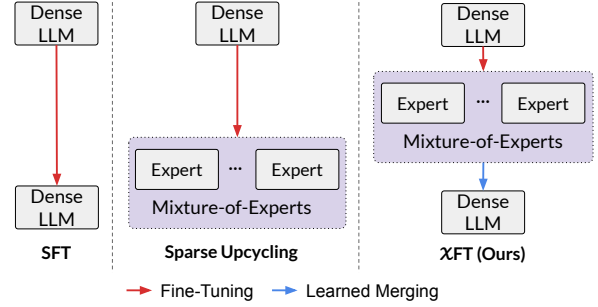 Dense
LLM
Dense
LLM
SFT
Dense
LLM
Expert ... Expert
Mixture-of-Experts
Sparse Upcycling
Dense
LLM
Expert ... Expert
Mixture-of-Experts
Dense
LLM
𝒳FT (Ours)
Fine-Tuning
Learned Merging